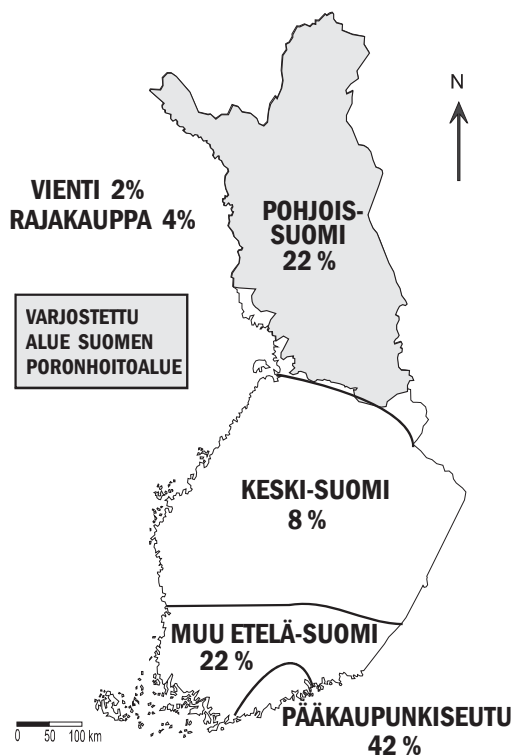 N
VIENTI 2%
RAJAKAUPPA 4%
POHJOIS-
SUOMI
22 %
VARJOSTETTU
ALUE SUOMEN
PORONHOITOALUE
KESKI-SUOMI
8 %
MUU ETELÄ-SUOMI
22 %
PÄÄKAUPUNKISEUTU
42 %
0 50 100 km